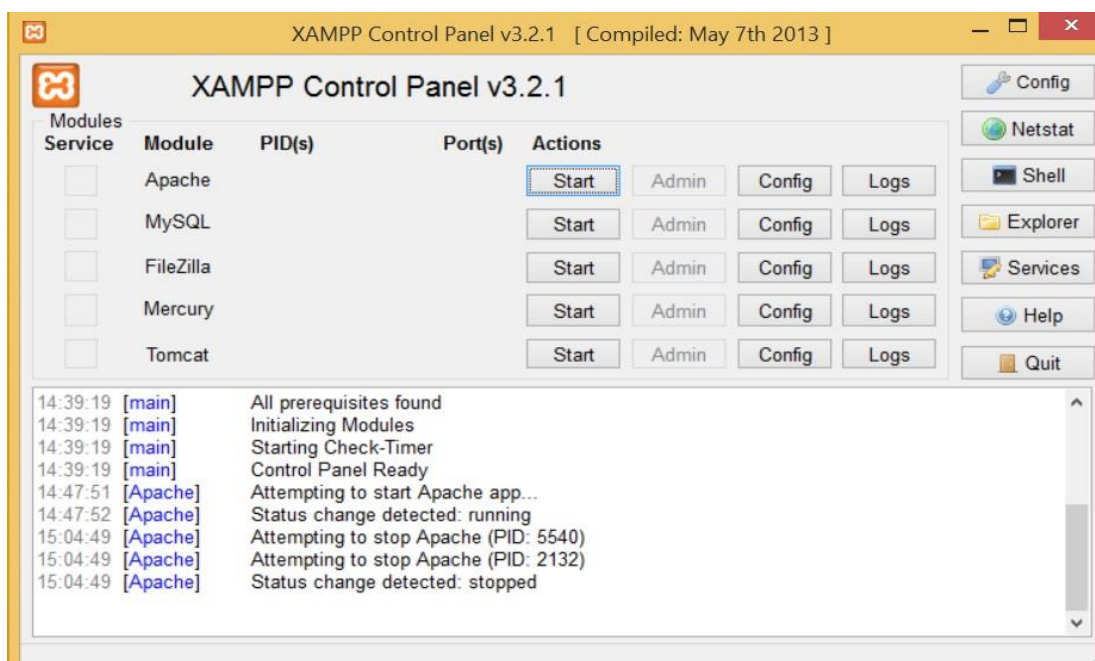 XAMPP Control Panel v3.2.1 [ Compiled: May 7th 2013 ]
XAMPP Control Panel v3.2.1
Config
Modules
Netstat
Service Module PID(s) Port(s) Actions
Apache Start Admin Config Logs
Shell
MySQL Start Admin Config Logs
Explorer
FileZilla Start Admin Config Logs
Services
Mercury Start Admin Config Logs
Help
Tomcat Start Admin Config Logs
Quit
14:39:19 [main] All prerequisites found
14:39:19 [main] Initializing Modules
14:39:19 [main] Starting Check-Timer
14:39:19 [main] Control Panel Ready
14:47:51 [Apache] Attempting to start Apache app...
14:47:52 [Apache] Status change detected: running
15:04:49 [Apache] Attempting to stop Apache (PID: 5540)
15:04:49 [Apache] Attempting to stop Apache (PID: 2132)
15:04:49 [Apache] Status change detected: stopped